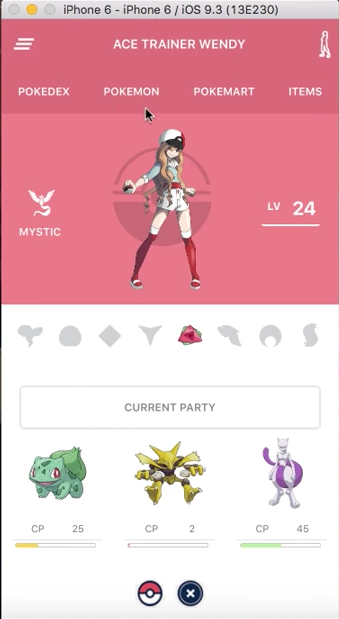 iPhone 6 - iPhone 6 / iOS 9.3 (13E230)
ACE TRAINER WENDY
POKEDEX POKEMON POKEMART ITEMS
LV 24
MYSTIC
CURRENT PARTY
CP 25 CP 2 CP 45